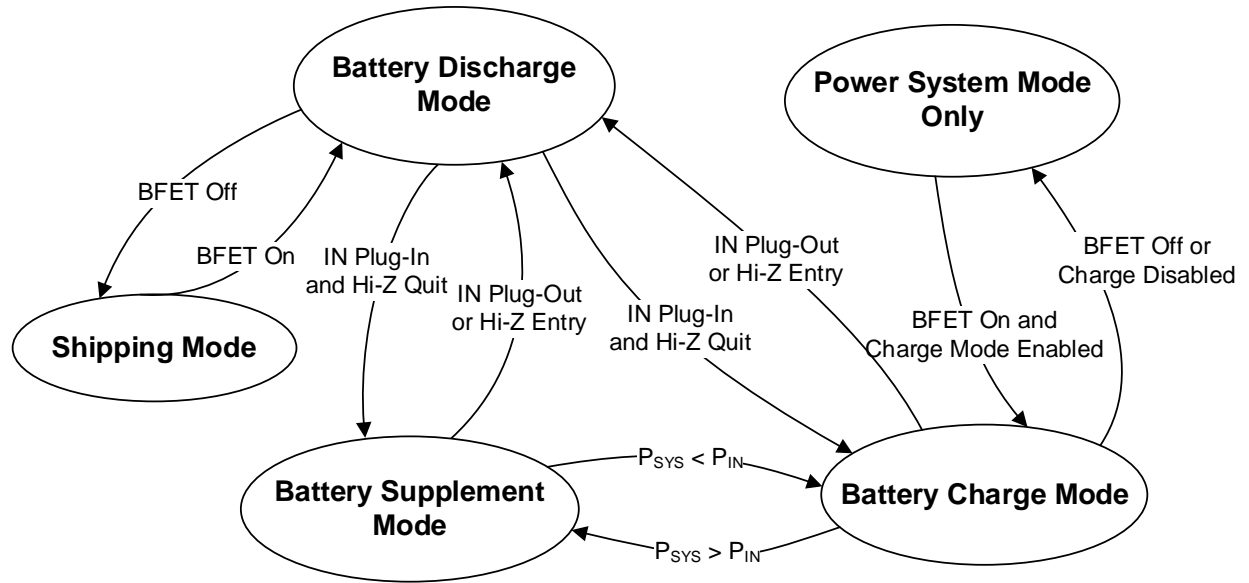 Battery Discharge
Mode
Power System Mode
Only
BFET Off
BFET On
IN Plug-In
and Hi-Z Quit
IN Plug-Out
or Hi-Z Entry
IN Plug-In
and Hi-Z Quit
IN Plug-Out
or Hi-Z Entry
BFET On and
Charge Mode Enabled
BFET Off or
Charge Disabled
Shipping Mode
Battery Supplement
Mode
PSYS < PIN
PSYS > PIN
Battery Charge Mode